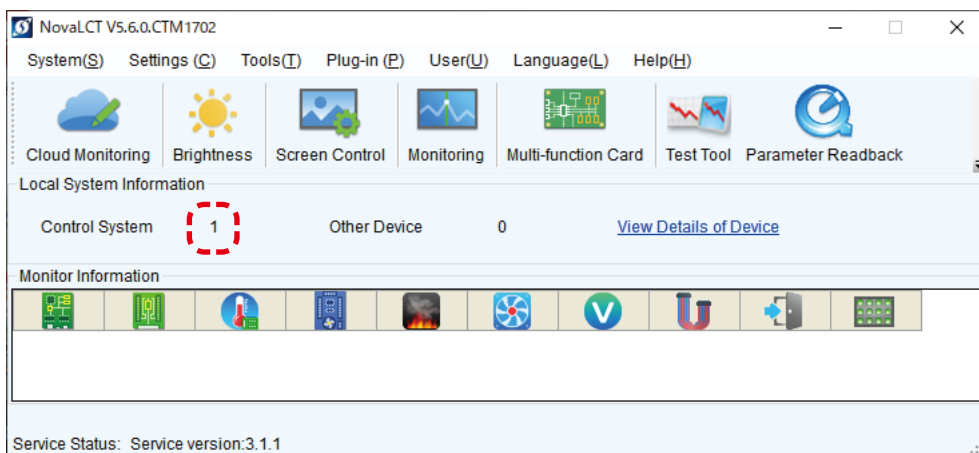 NovaLCT V5.6.0.CTM1702
System(S) Settings (C) Tools(T) Plug-in (P) User(U) Language(L) Help(H)
Cloud Monitoring Brightness Screen Control Monitoring Multi-function Card Test Tool Parameter Readback
Local System Information
Control System 1 Other Device 0 View Details of Device
Monitor Information
V
Service Status: Service version:3.1.1